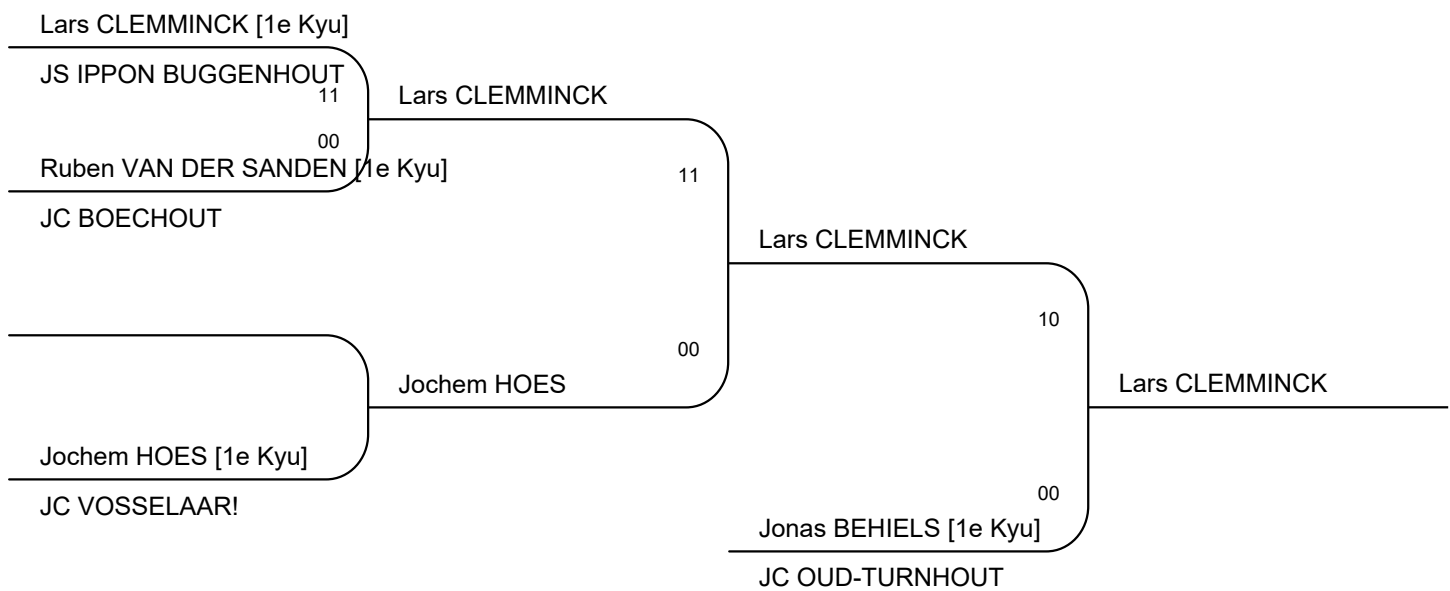 Lars CLEMMINCK [1e Kyu]
JS IPPON BUGGENHOUT
11
Lars CLEMMINCK
00
Ruben VAN DER SANDEN [1e Kyu]
11
JC BOECHOUT
Lars CLEMMINCK
10
00
Jochem HOES
Lars CLEMMINCK
Jochem HOES [1e Kyu]
JC VOSSELAAR!
00
Jonas BEHIELS [1e Kyu]
JC OUD-TURNHOUT